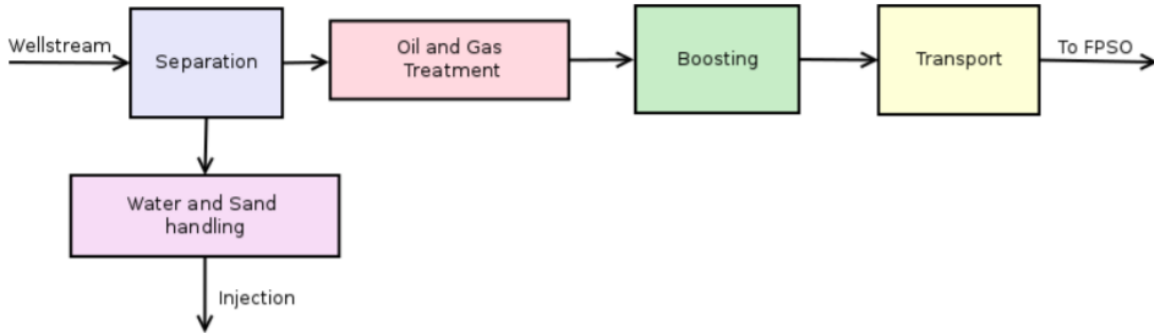 Wellstream
Separation
Oil and Gas
Treatment
Boosting
Transport
To FPSO
Water and Sand
handling
Injection